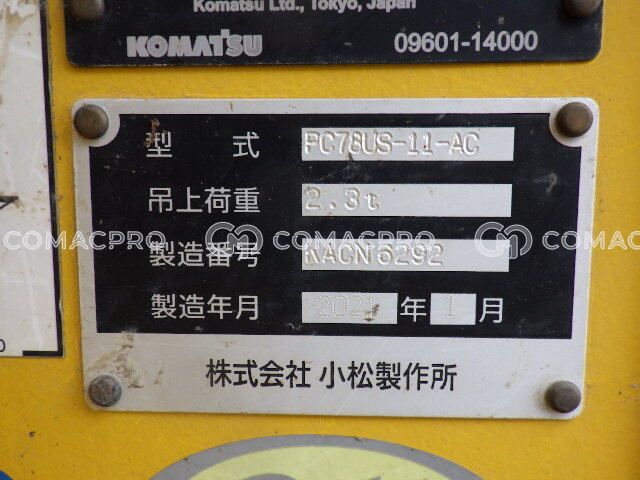 Komatsu Ltd., Tokyo, Japan
KOMATSU 09601-14000
型 式 PC78US-11-AC
吊上荷重 2.3t
COMACPRO COMACPRO COMAC
製造番号 KACN6292
製造年月 2021 年 1 月
株式会社 小松製作所